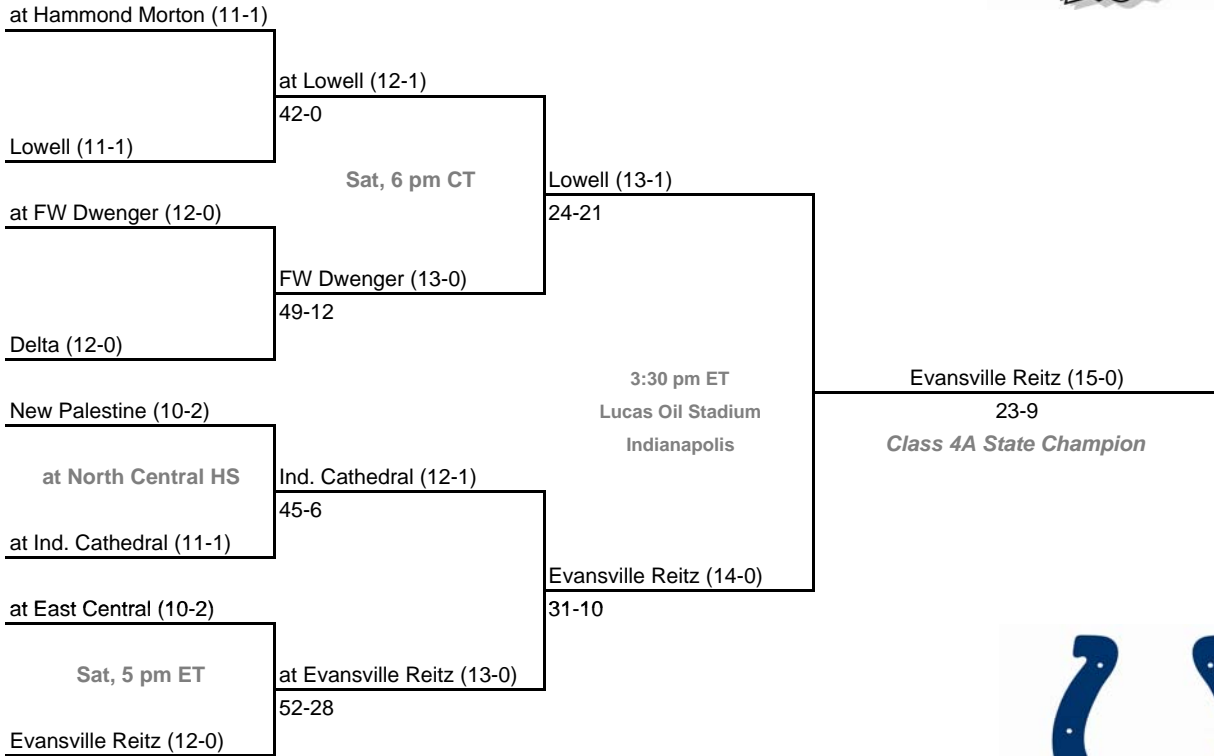 at Hammond Morton (11-1)
at Lowell (12-1)
42-0
Lowell (11-1)
Sat, 6 pm CT
Lowell (13-1)
24-21
at FW Dwenger (12-0)
FW Dwenger (13-0)
49-12
Delta (12-0)
3:30 pm ET
Lucas Oil Stadium
Indianapolis
Evansville Reitz (15-0)
23-9
Class 4A State Champion
New Palestine (10-2)
at North Central HS
Ind. Cathedral (12-1)
45-6
at Ind. Cathedral (11-1)
Evansville Reitz (14-0)
31-10
at East Central (10-2)
Sat, 5 pm ET
at Evansville Reitz (13-0)
52-28
Evansville Reitz (12-0)